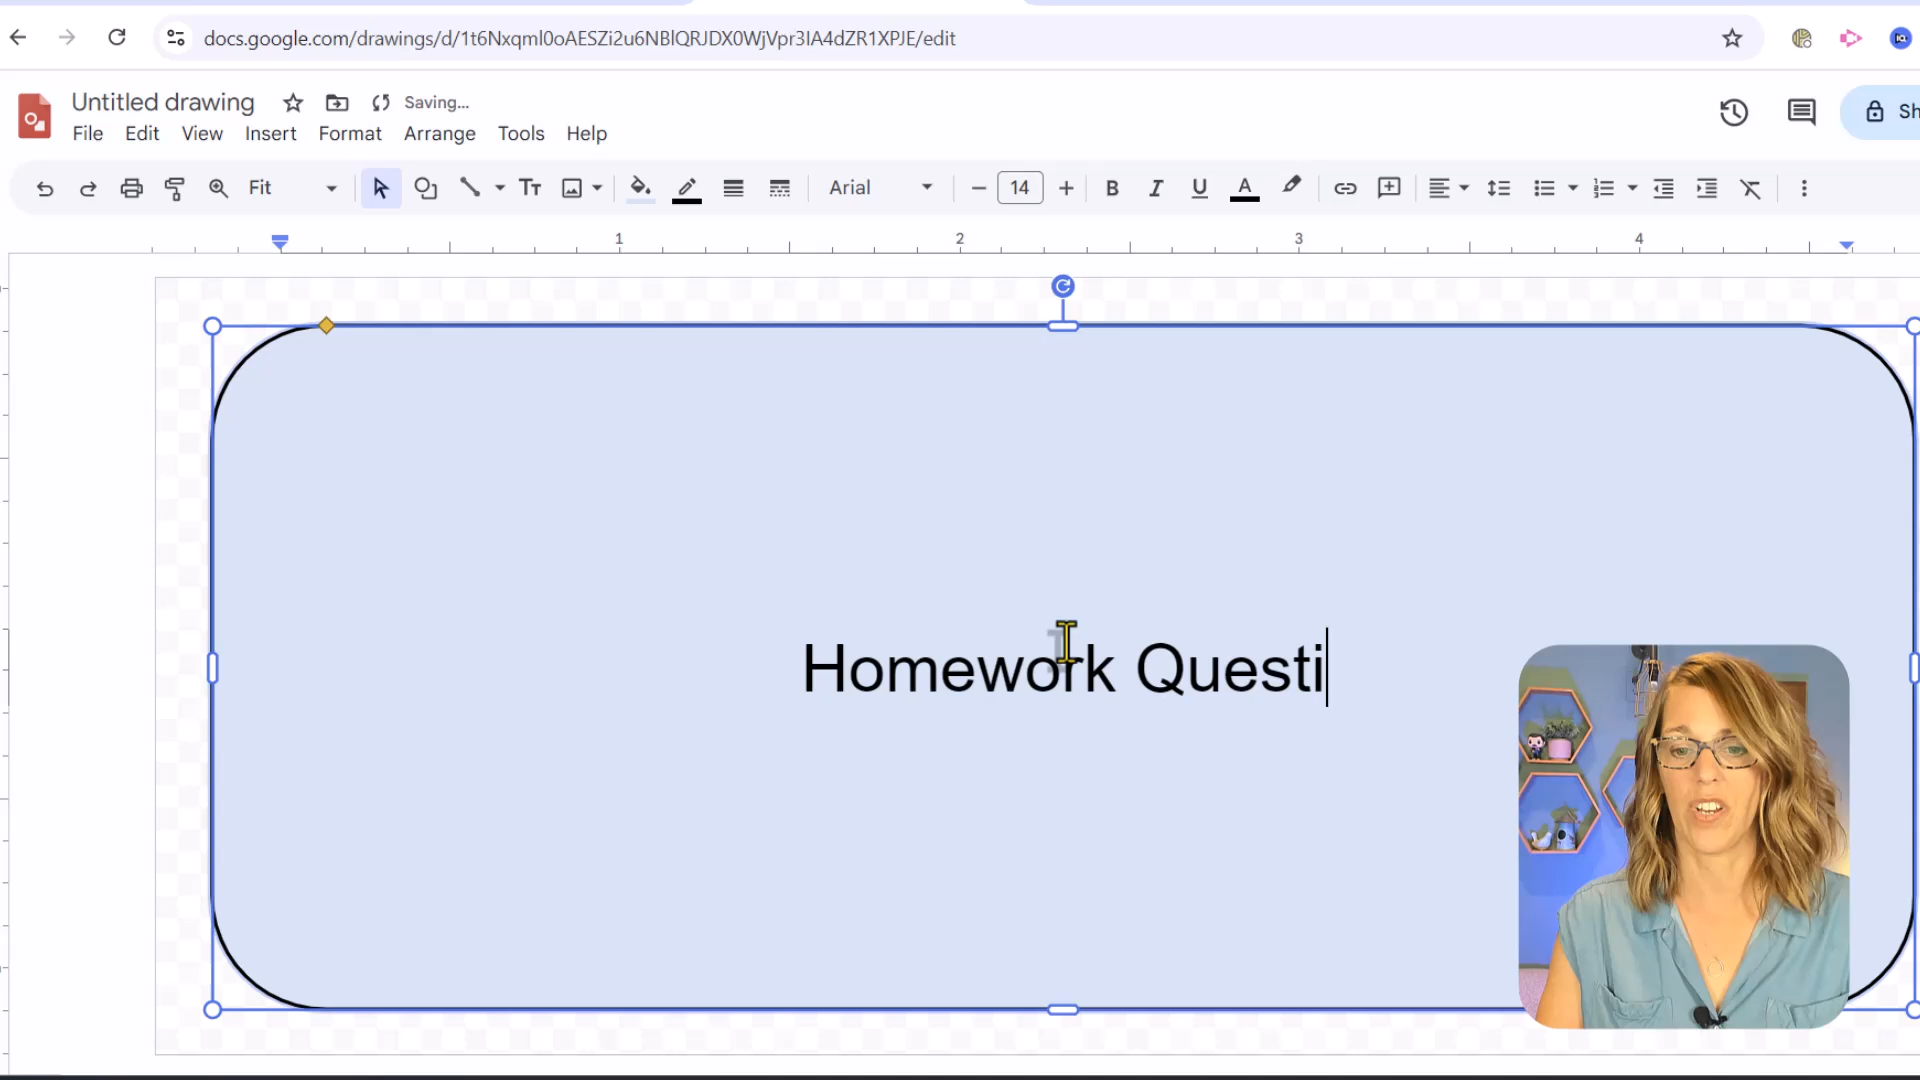 docs.google.com/drawings/d/1t6Nxqml0oAESZi2u6NBlQRJDX0WjVpr3IA4dZR1XPJE/edit
Untitled drawing Saving...
File Edit View Insert Format Arrange Tools Help
Sh
Fit Arial 14
1 2 3 4
Homework Questi